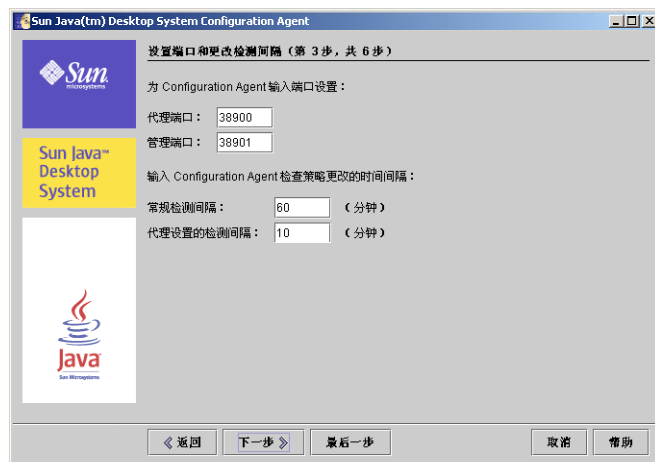 Sun Java(tm) Desktop System Configuration Agent
Sun
microsystems
Sun Java™
Desktop
System
Java
Sun Microsystems
设置端口和更改检测间隔（第 3 步，共 6 步）
为 Configuration Agent 输入端口设置：
代理端口： 38900
管理端口： 38901
输入 Configuration Agent 检查策略更改的时间间隔：
常规检测间隔： 60 （分钟）
代理设置的检测间隔： 10 （分钟）
返回 下一步 最后一步 取消 帮助